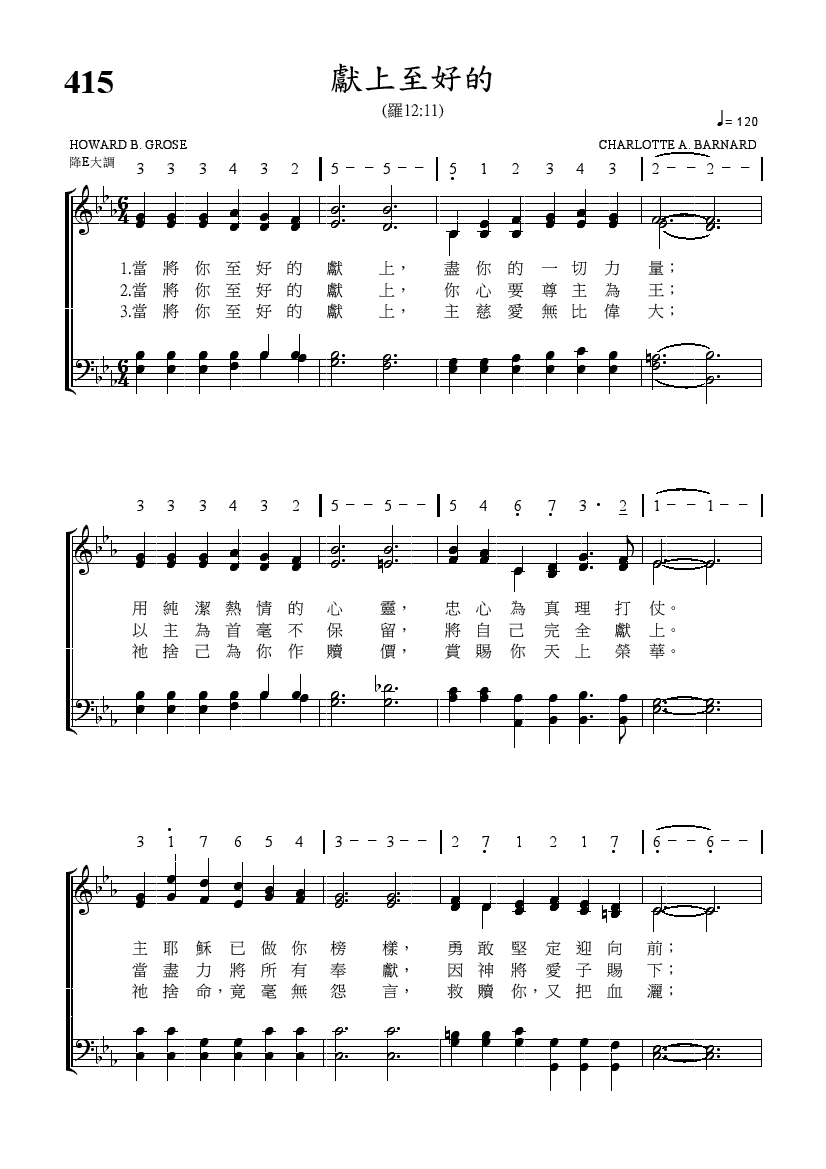 415
獻上至好的
(羅12:11)
♩= 120
HOWARD B. GROSE
CHARLOTTE A. BARNARD
降E大調
3 3 3 4 3 2 | 5 – – 5 – – | 5̣ 1 2 3 4 3 | 2 – – 2 – – |
6/4
1.當將你至好的獻上，盡你的一切力量；
2.當將你至好的獻上，你心要尊主為王；
3.當將你至好的獻上，主慈愛無比偉大；
6/4
3 3 3 4 3 2 | 5 – – 5 – – | 5 4 6̣ 7̣ 3 · 2̲ | 1 – – 1 – – |
用純潔熱情的心靈，忠心為真理打仗。
以主為首毫不保留，將自己完全獻上。
祂捨己為你作贖價，賞賜你天上榮華。
3 1̇ 7 6 5 4 | 3 – – 3 – – | 2 7̣ 1 2 1 7̣ | 6̣ – – 6̣ – – |
主耶穌已做你榜樣，勇敢堅定迎向前；
當盡力將所有奉獻，因神將愛子賜下；
祂捨命，竟毫無怨言，救贖你，又把血灑；